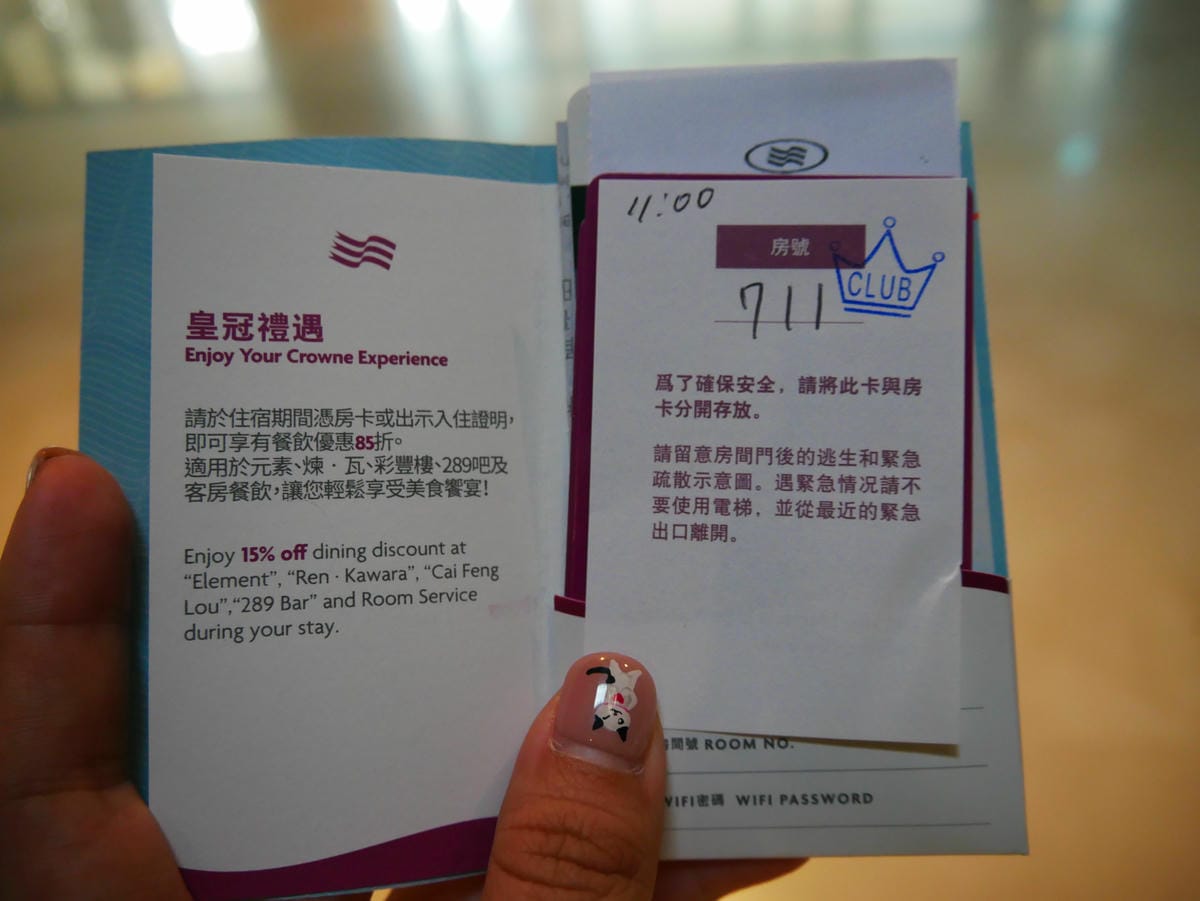 皇冠禮遇
Enjoy Your Crowne Experience
請於住宿期間憑房卡或出示入住證明,
即可享有餐飲優惠85折。
適用於元素、煉・瓦、彩豐樓、289吧及
客房餐飲,讓您輕鬆享受美食饗宴!
Enjoy 15% off dining discount at
“Element”, “Ren · Kawara”, “Cai Feng
Lou”,“289 Bar” and Room Service
during your stay.
11:00
房號
CLUB
711
爲了確保安全，請將此卡與房
卡分開存放。
請留意房間門後的逃生和緊急
疏散示意圖。遇緊急情况請不
要使用電梯，並從最近的緊急
出口離開。
間號 ROOM NO.
WIFI密碼 WIFI PASSWORD